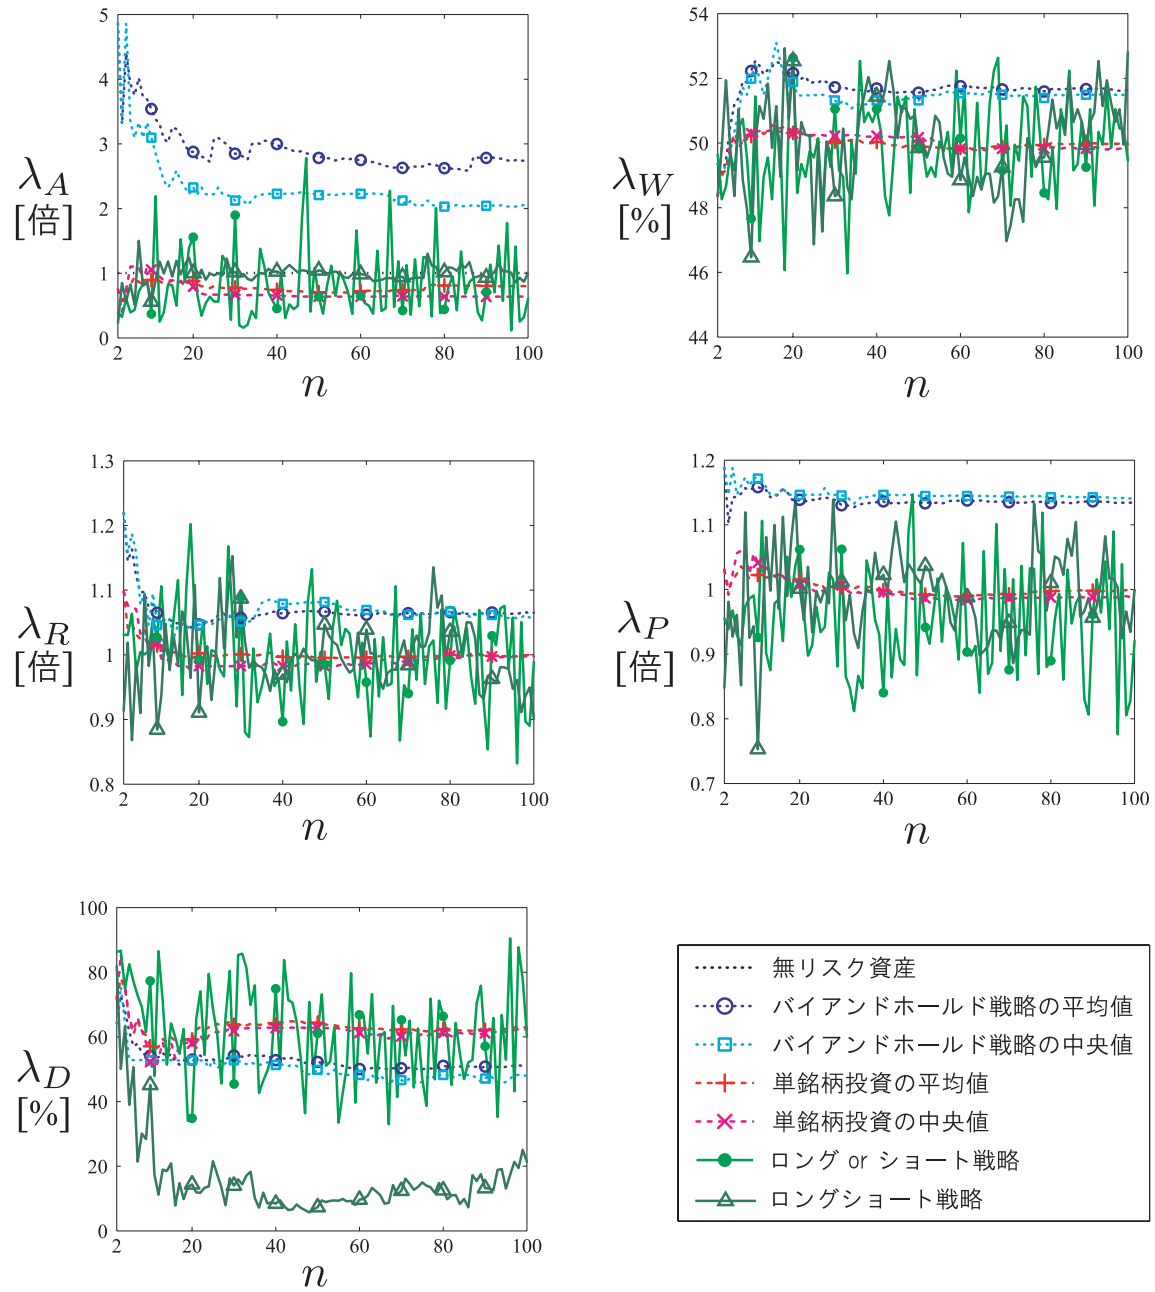 5
4
3
2
1
0
λ_A
[倍]
2 20 40 60 80 100
n
54
52
50
48
46
44
λ_W
[%]
2 20 40 60 80 100
n
1.3
1.2
1.1
1
0.9
0.8
λ_R
[倍]
2 20 40 60 80 100
n
1.2
1.1
1
0.9
0.8
0.7
λ_P
[倍]
2 20 40 60 80 100
n
100
80
60
40
20
0
λ_D
[%]
2 20 40 60 80 100
n
無リスク資産
バイアンドホールド戦略の平均値
バイアンドホールド戦略の中央値
単銘柄投資の平均値
単銘柄投資の中央値
ロング or ショート戦略
ロングショート戦略